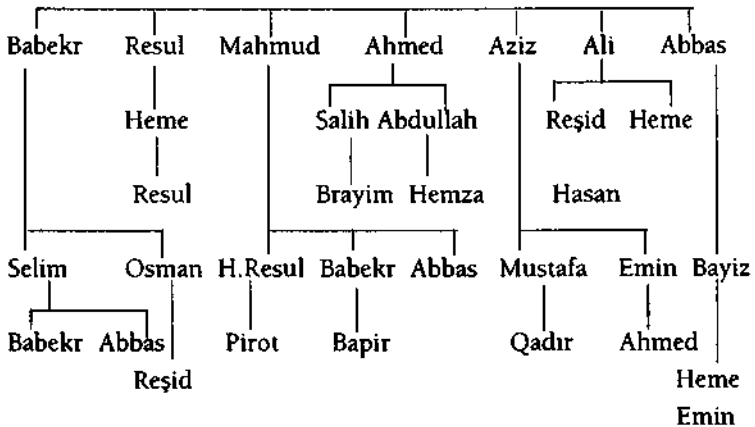 Babekr Resul Mahmud Ahmed Aziz Ali Abbas
Heme Salih Abdullah Reşid Heme
Resul Brayim Hemza Hasan
Selim Osman H.Resul Babekr Abbas Mustafa Emin Bayiz
Babekr Abbas Pirot Bapir Qadır Ahmed
Reşid Heme
Emin